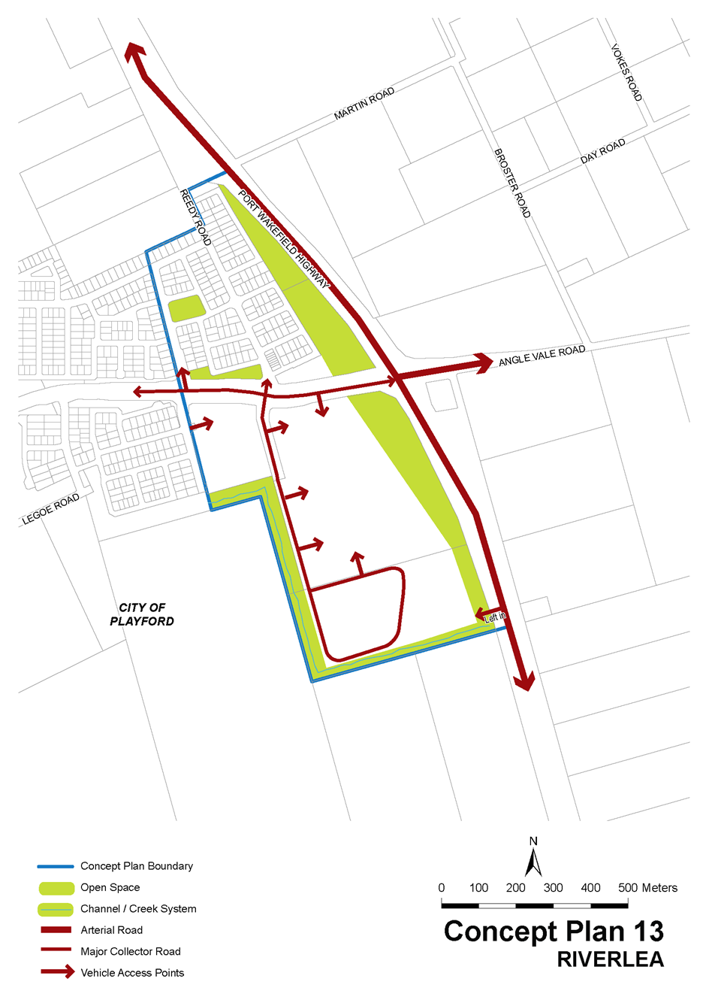 VOKES ROAD
MARTIN ROAD
DAY ROAD
BROSTER ROAD
REEDY ROAD
PORT WAKEFIELD HIGHWAY
ANGLE VALE ROAD
LEGOE ROAD
CITY OF
PLAYFORD
Left in
N
Concept Plan Boundary
Open Space
Channel / Creek System
Arterial Road
Major Collector Road
Vehicle Access Points
0 100 200 300 400 500 Meters
Concept Plan 13
RIVERLEA